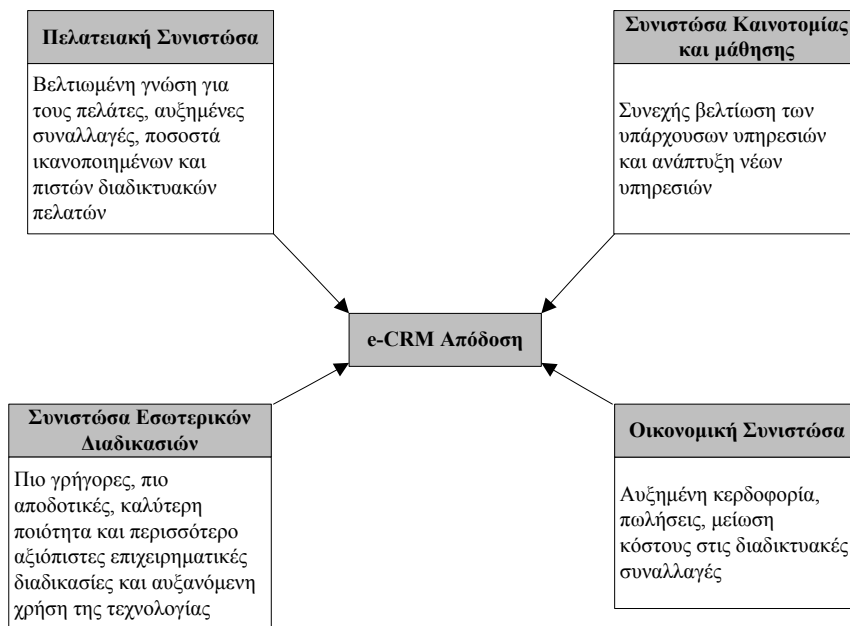 Πελατειακή Συνιστώσα
Βελτιωμένη γνώση για
τους πελάτες, αυξημένες
συναλλαγές, ποσοστά
ικανοποιημένων και
πιστών διαδικτυακών
πελατών
Συνιστώσα Καινοτομίας
και μάθησης
Συνεχής βελτίωση των
υπάρχουσων υπηρεσιών
και ανάπτυξη νέων
υπηρεσιών
e-CRM Απόδοση
Συνιστώσα Εσωτερικών
Διαδικασιών
Πιο γρήγορες, πιο
αποδοτικές, καλύτερη
ποιότητα και περισσότερο
αξιόπιστες επιχειρηματικές
διαδικασίες και αυξανόμενη
χρήση της τεχνολογίας
Οικονομική Συνιστώσα
Αυξημένη κερδοφορία,
πωλήσεις, μείωση
κόστους στις διαδικτυακές
συναλλαγές